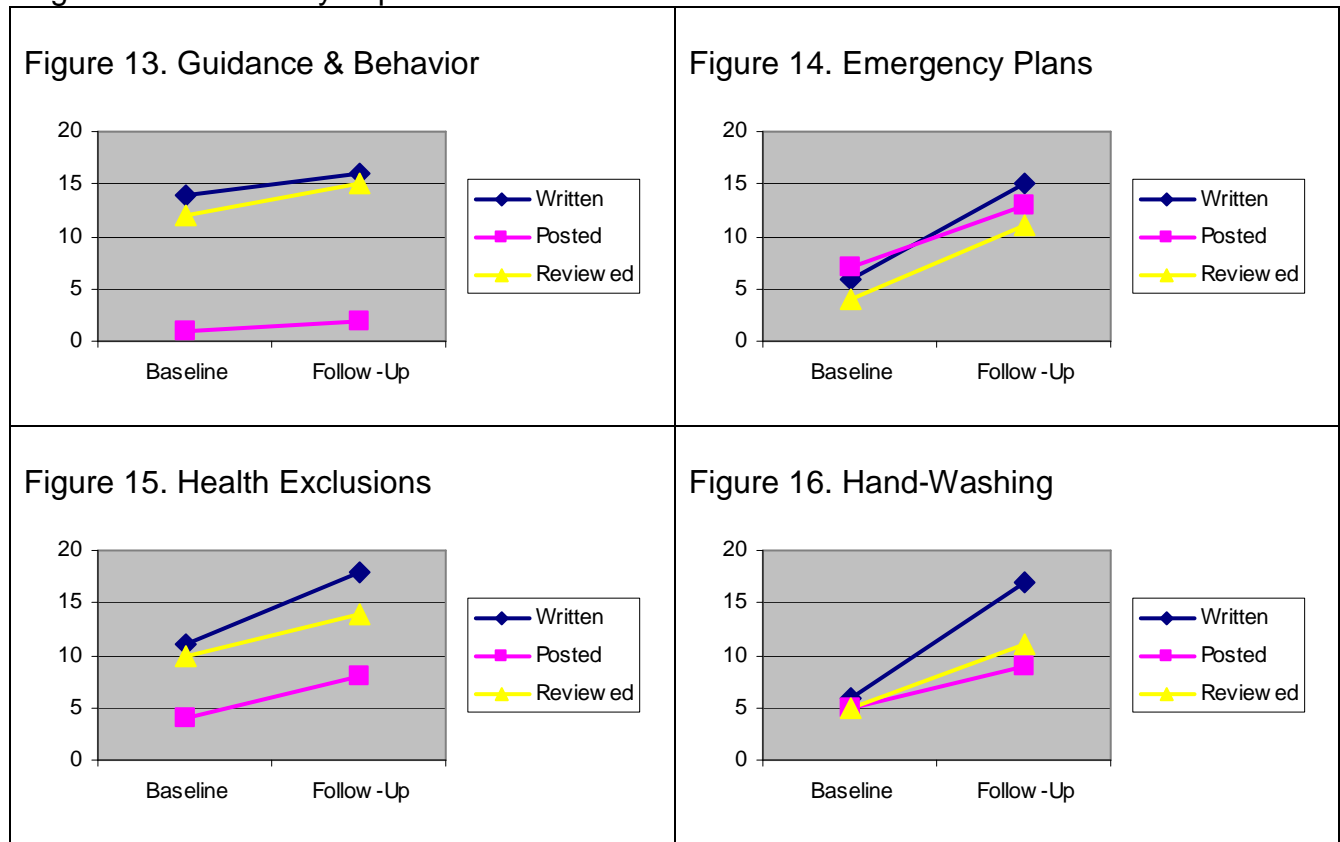 Figure 13. Guidance & Behavior
20
15
10
5
0
Baseline Follow -Up
Written
Posted
Review ed
Figure 14. Emergency Plans
20
15
10
5
0
Baseline Follow -Up
Written
Posted
Review ed
Figure 15. Health Exclusions
20
15
10
5
0
Baseline Follow -Up
Written
Posted
Review ed
Figure 16. Hand-Washing
20
15
10
5
0
Baseline Follow -Up
Written
Posted
Review ed